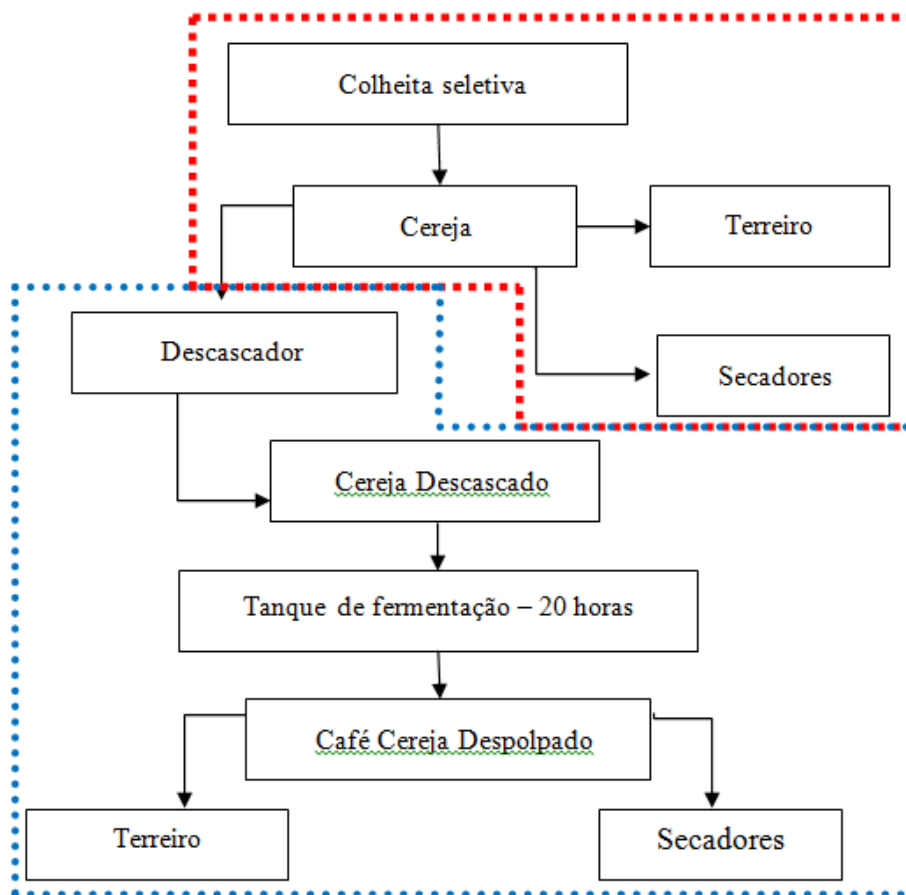 Colheita seletiva
Cereja
Terreiro
Secadores
Descascador
Cereja Descascado
Tanque de fermentação – 20 horas
Café Cereja Despolpado
Terreiro
Secadores